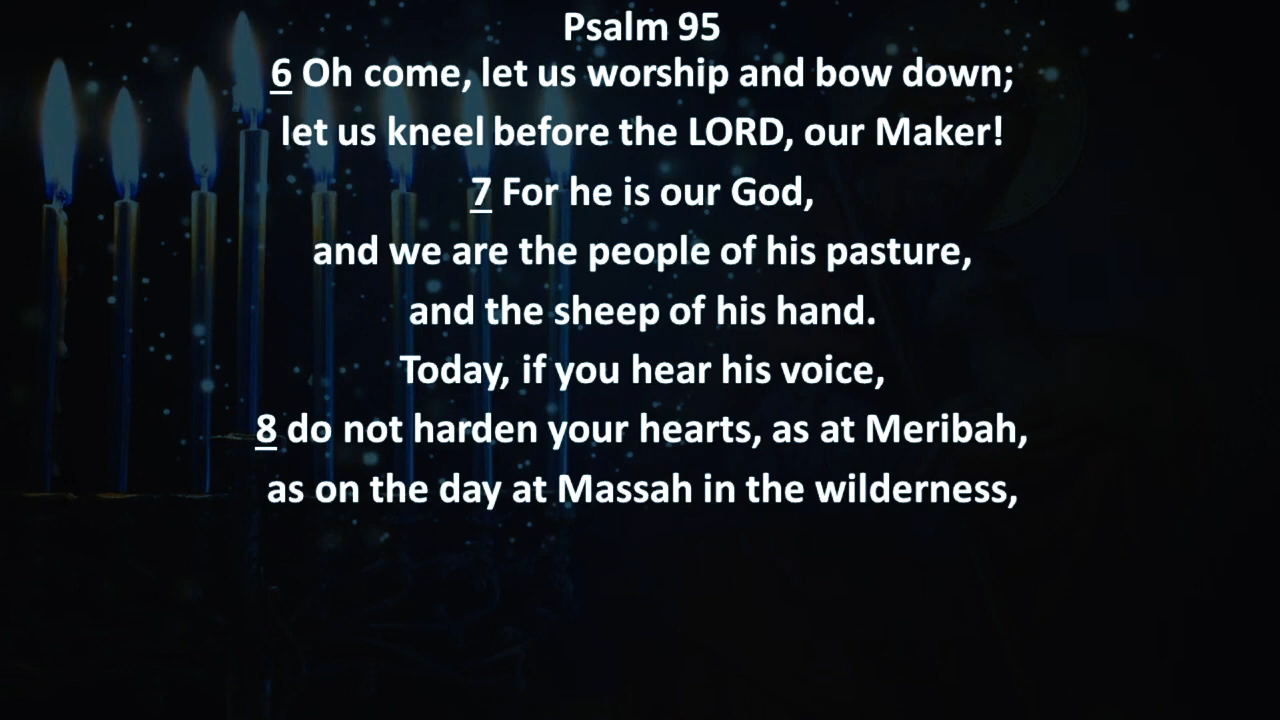 Psalm 95
6 Oh come, let us worship and bow down;
let us kneel before the LORD, our Maker!
7 For he is our God,
and we are the people of his pasture,
and the sheep of his hand.
Today, if you hear his voice,
8 do not harden your hearts, as at Meribah,
as on the day at Massah in the wilderness,